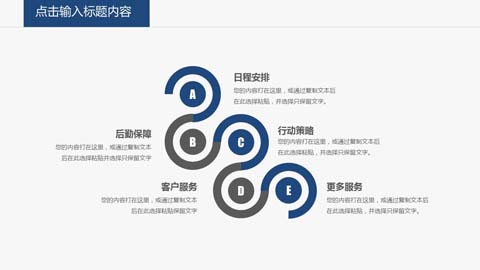 点击输入标题内容
日程安排
您的内容打在这里，或通过复制文本后
在此选择粘贴，并选择只保留文字。
A
后勤保障
您的内容打在这里，或通过复制文本
后在此选择粘贴并选择只保留文字
B
C
行动策略
您的内容打在这里，或通过复制文本后
在此选择粘贴，并选择只保留文字。
客户服务
您的内容打在这里，或通过复制文本
后在此选择粘贴保留文字
D
E
更多服务
您的内容打在这里，或通过复制文本后
在此选择粘贴，并选择只保留文字。